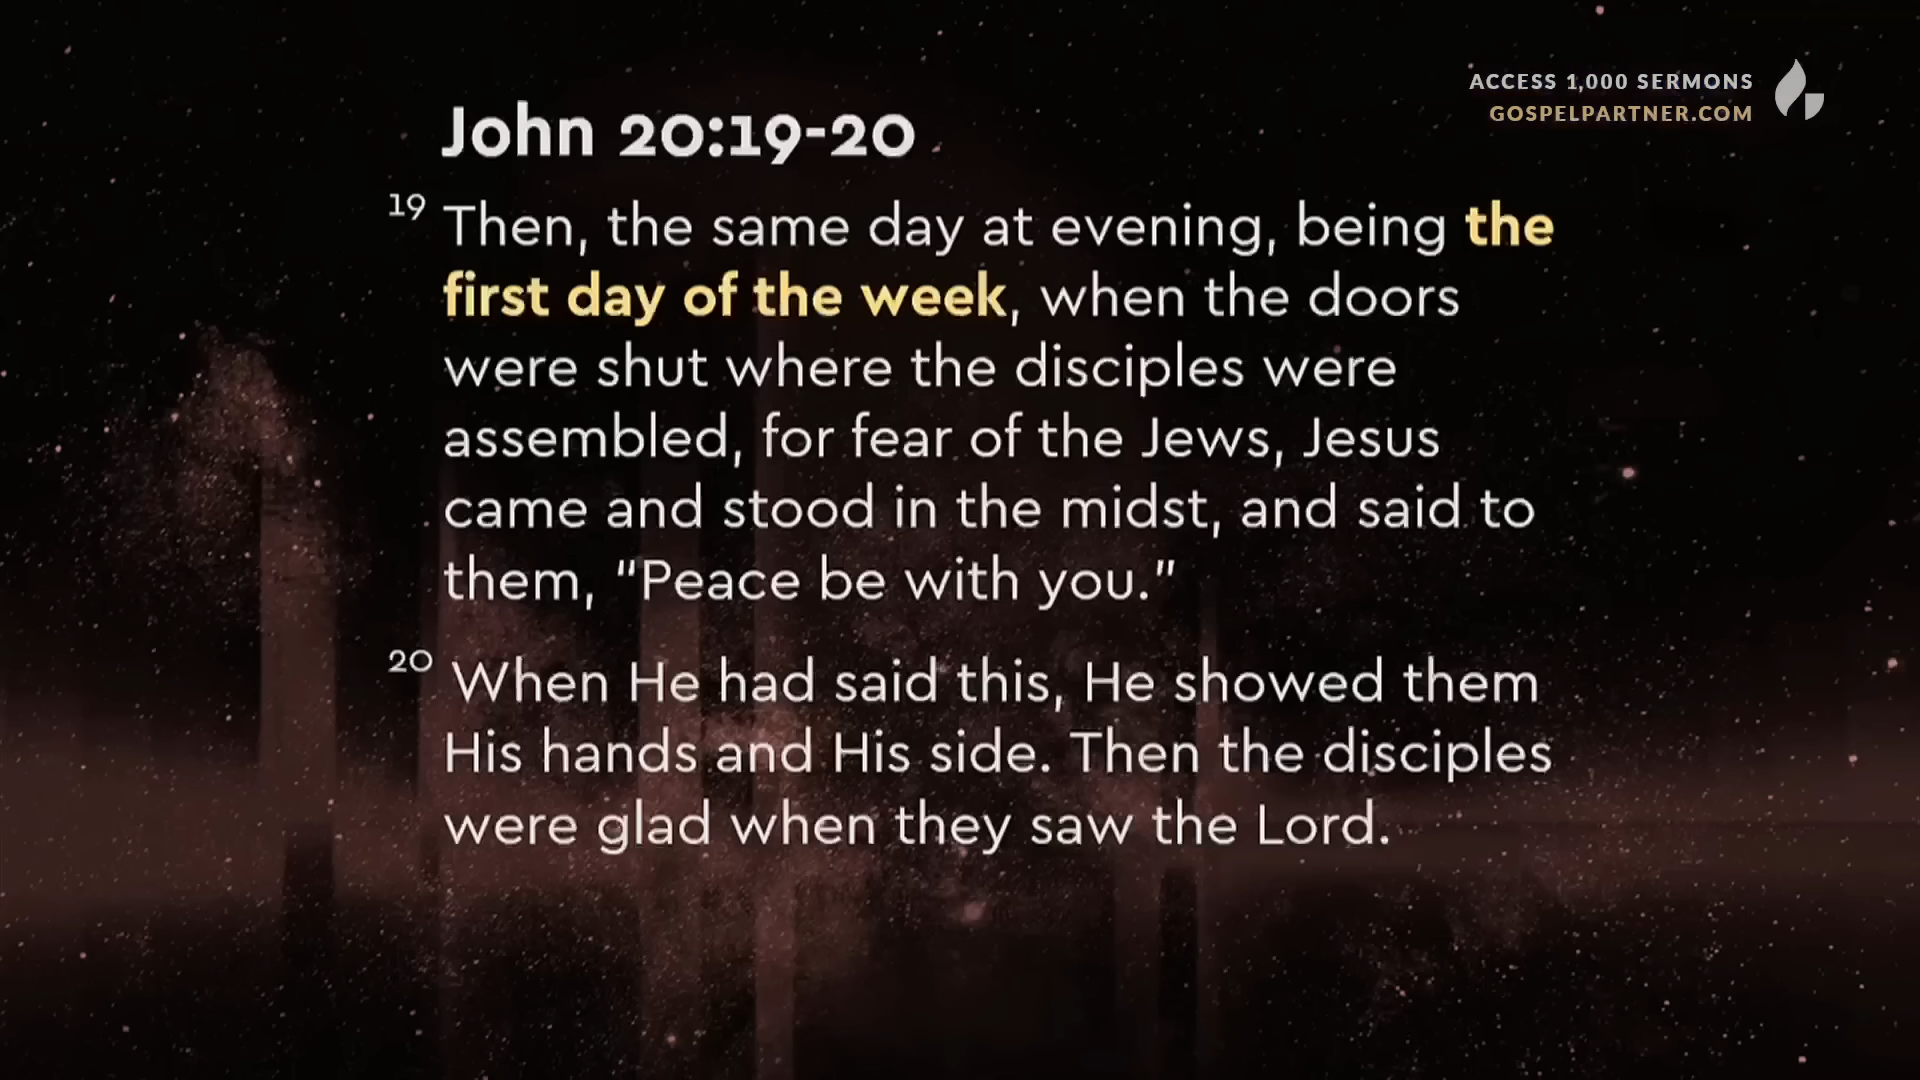 ACCESS 1,000 SERMONS
GOSPELPARTNER.COM
John 20:19-20
19 Then, the same day at evening, being the
first day of the week, when the doors
were shut where the disciples were
assembled, for fear of the Jews, Jesus
came and stood in the midst, and said to
them, “Peace be with you.”
20 When He had said this, He showed them
His hands and His side. Then the disciples
were glad when they saw the Lord.